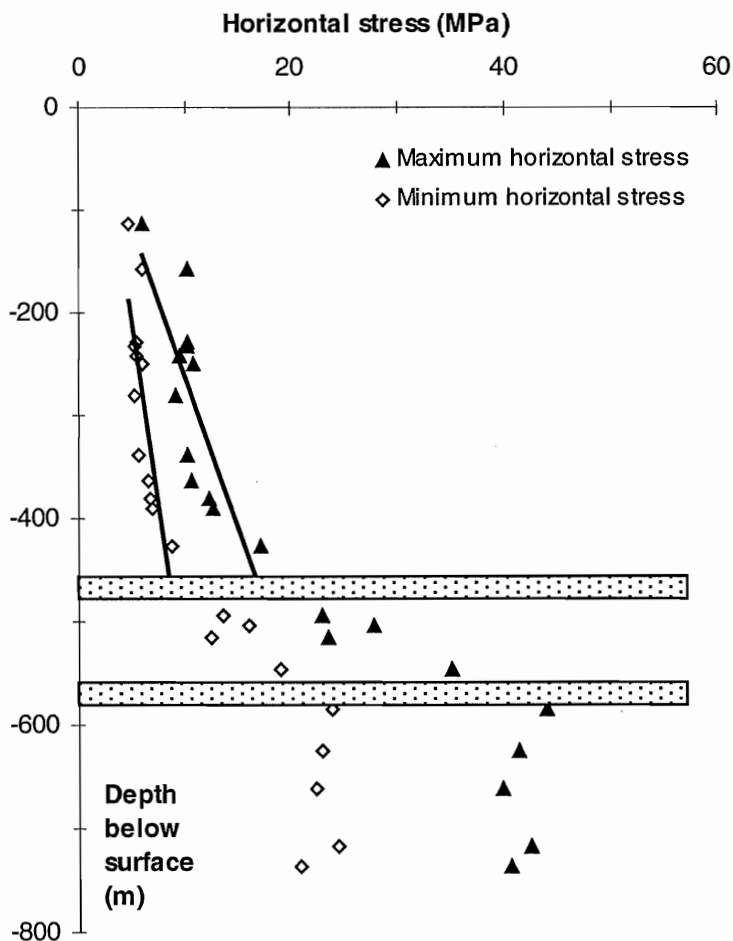 Horizontal stress (MPa)
0 20 40 60
0
Maximum horizontal stress
Minimum horizontal stress
-200
-400
-600
Depth
below
surface
(m)
-800